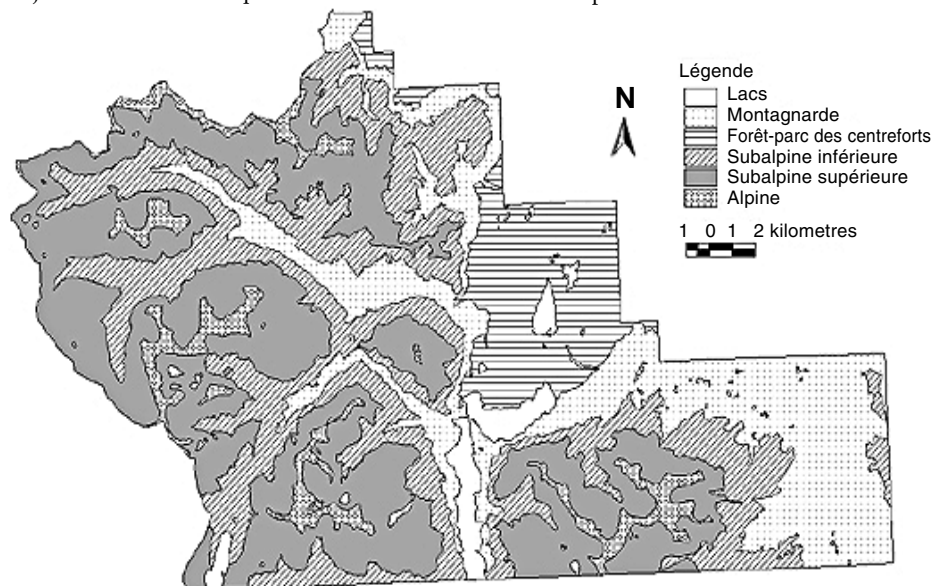 Légende
N
Lacs
Montagnarde
Forêt-parc des centreforts
Subalpine inférieure
Subalpine supérieure
Alpine
1 0 1 2 kilometres